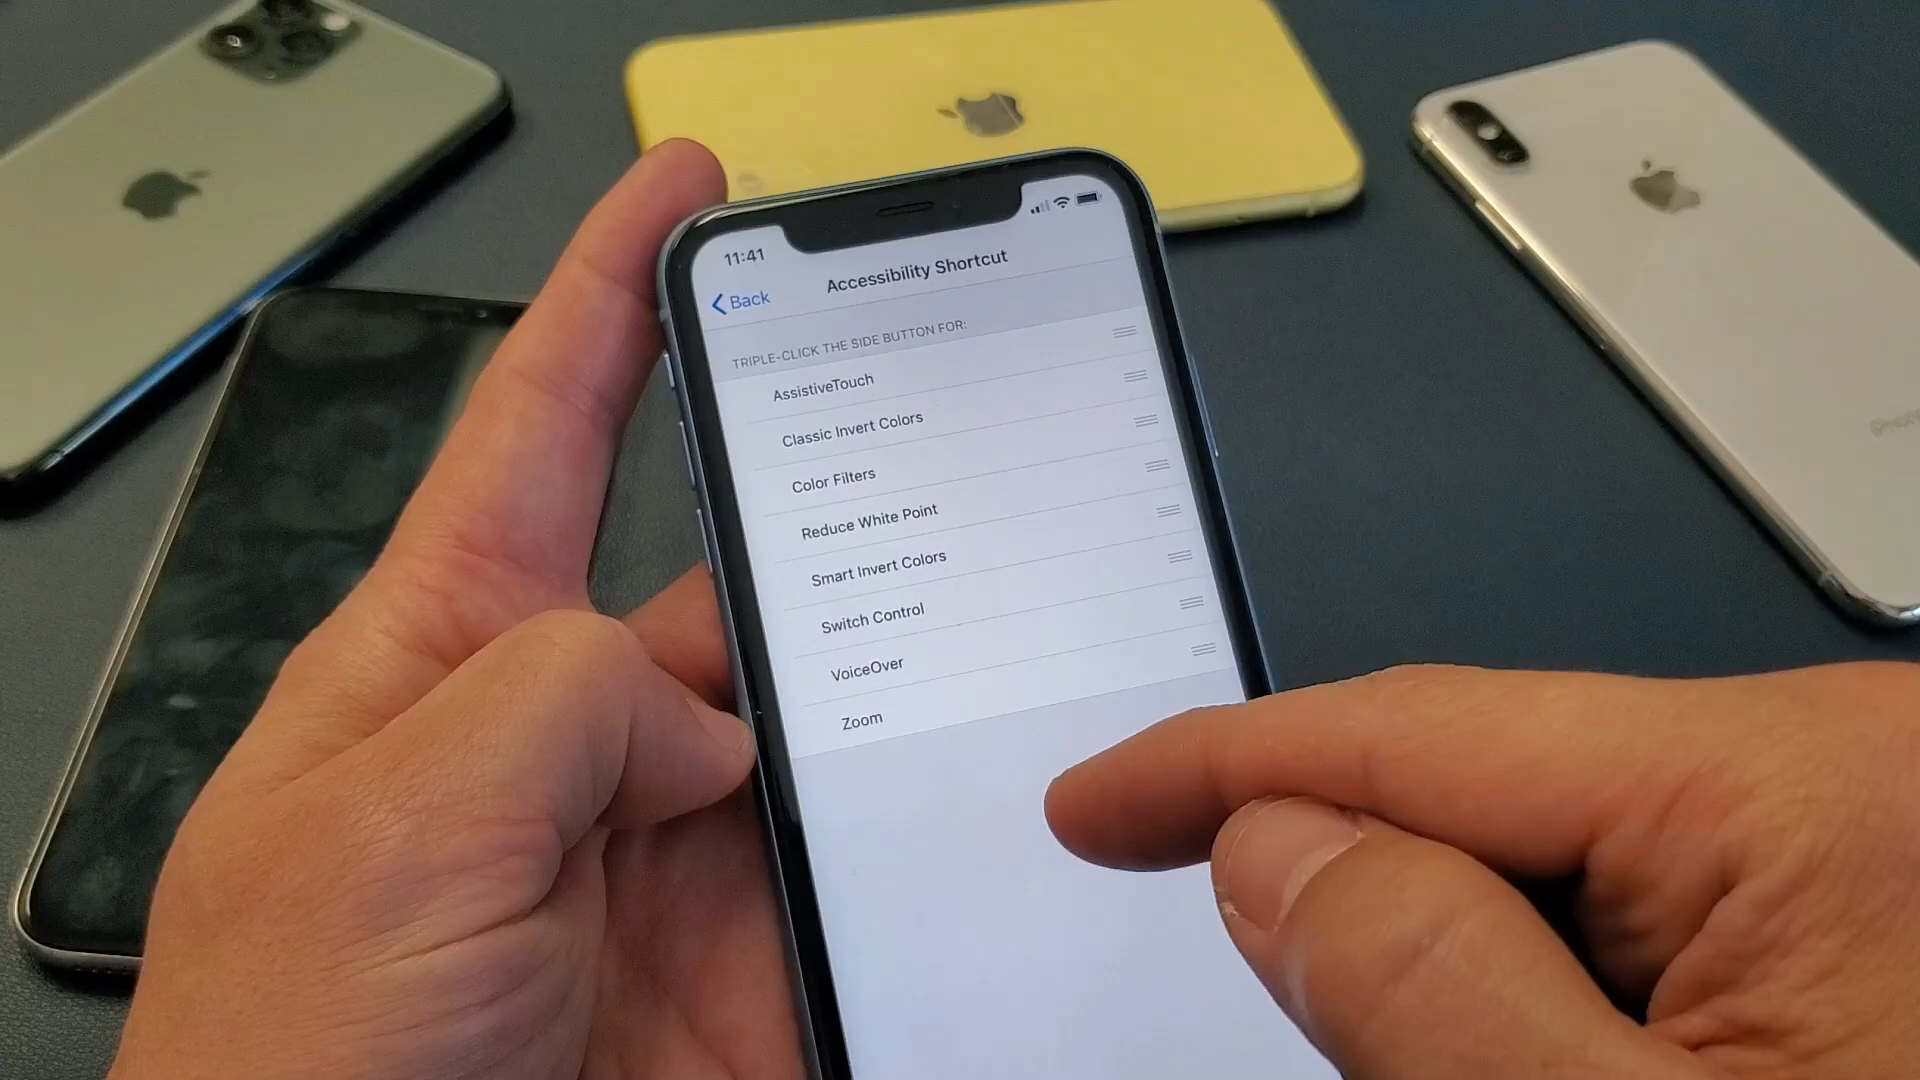 11:41
Back
Accessibility Shortcut
TRIPLE-CLICK THE SIDE BUTTON FOR:
AssistiveTouch
Classic Invert Colors
Color Filters
Reduce White Point
Smart Invert Colors
Switch Control
VoiceOver
Zoom